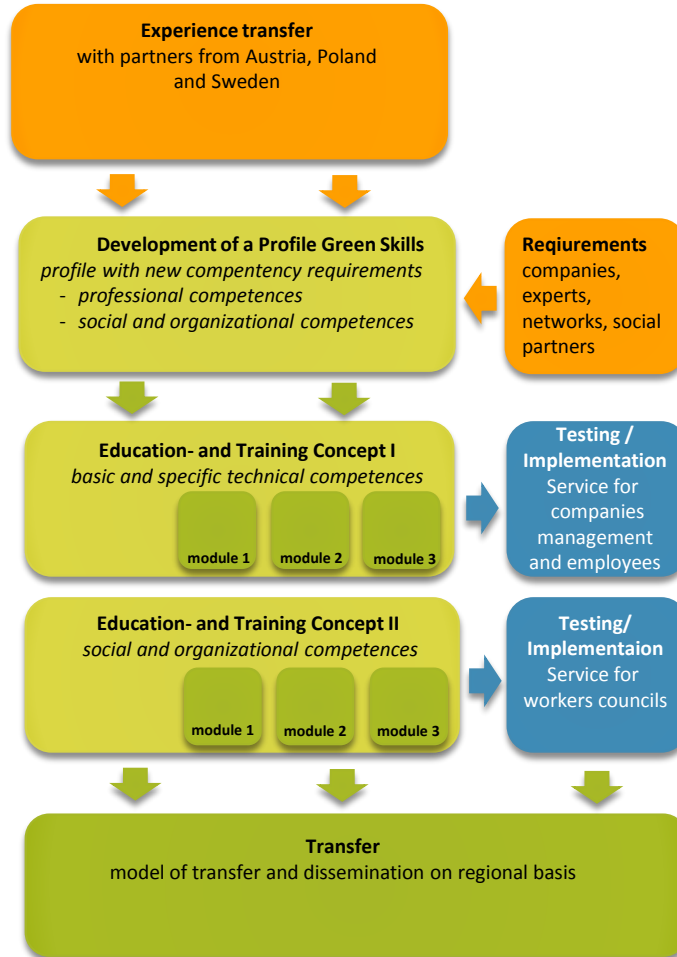 Experience transfer
with partners from Austria, Poland
and Sweden
Development of a Profile Green Skills
profile with new compentency requirements
- professional competences
- social and organizational competences
Reqiurements
companies,
experts,
networks, social
partners
Education- and Training Concept I
basic and specific technical competences
module 1
module 2
module 3
Testing /
Implementation
Service for
companies
management
and employees
Education- and Training Concept II
social and organizational competences
module 1
module 2
module 3
Testing/
Implementaion
Service for
workers councils
Transfer
model of transfer and dissemination on regional basis